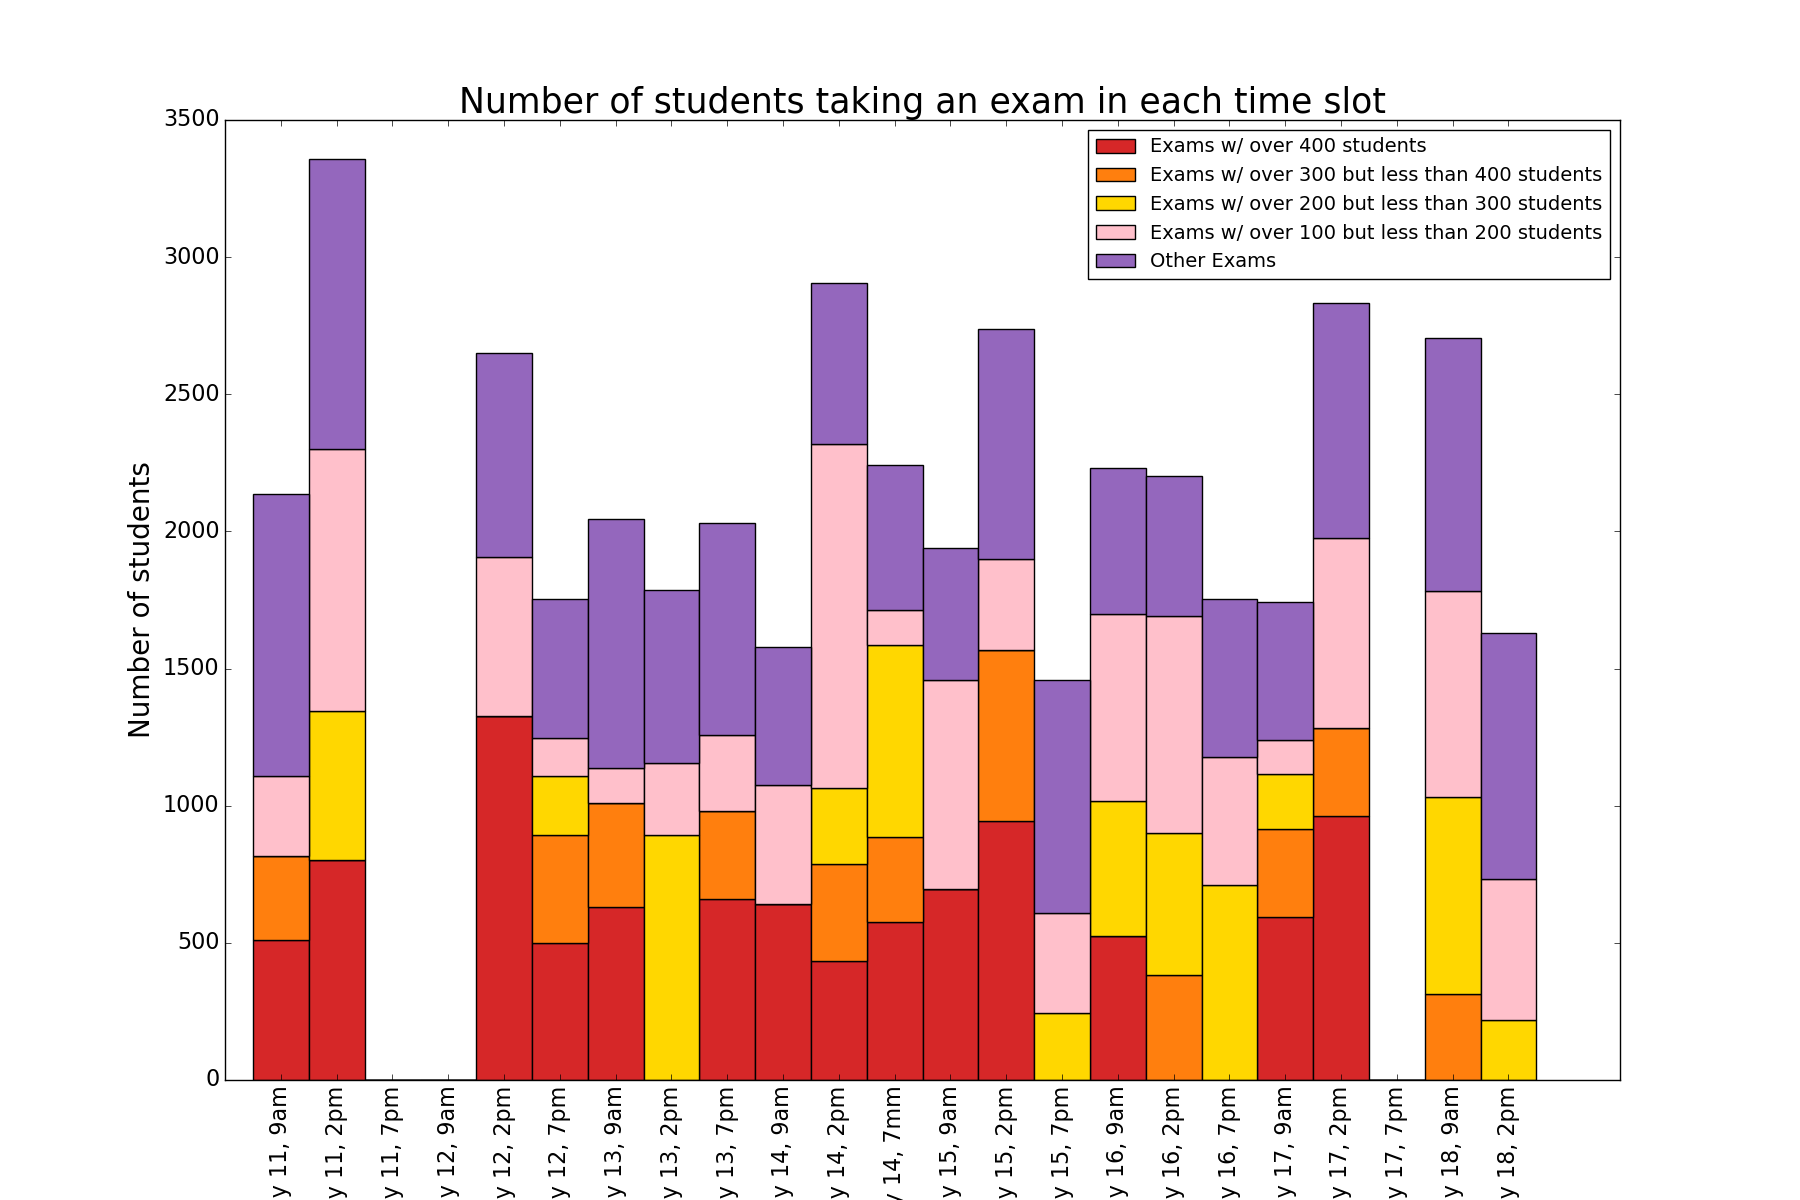 Number of students taking an exam in each time slot
Exams w/ over 400 students
Exams w/ over 300 but less than 400 students
Exams w/ over 200 but less than 300 students
Exams w/ over 100 but less than 200 students
Other Exams
Number of students
3500
3000
2500
2000
1500
1000
500
0
y 11, 9am
y 11, 2pm
y 11, 7pm
y 12, 9am
y 12, 2pm
y 12, 7pm
y 13, 9am
y 13, 2pm
y 13, 7pm
y 14, 9am
y 14, 2pm
y 14, 7mm
y 15, 9am
y 15, 2pm
y 15, 7pm
y 16, 9am
y 16, 2pm
y 16, 7pm
y 17, 9am
y 17, 2pm
y 17, 7pm
y 18, 9am
y 18, 2pm